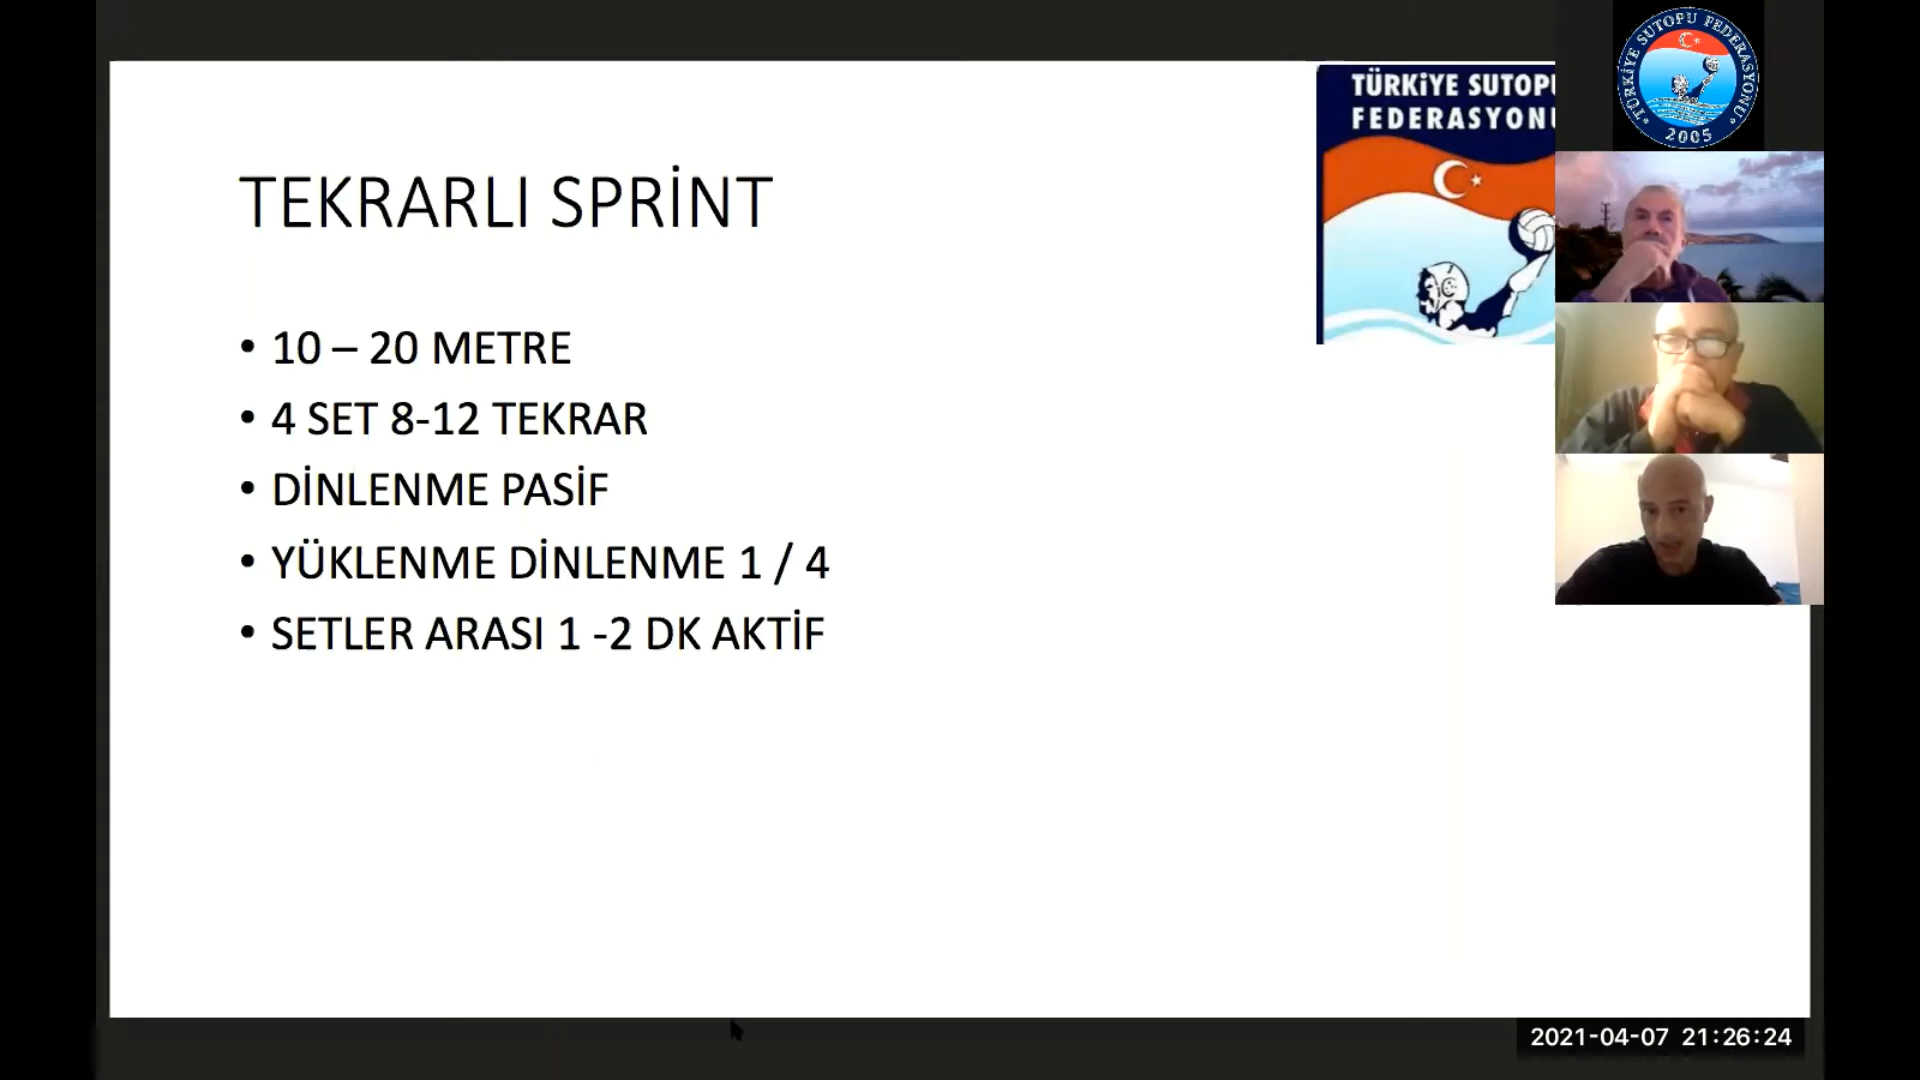 TÜRKİYE SUTOPU FEDERASYONU
2005
TÜRKİYE SUTOPU
FEDERASYONU
TEKRARLI SPRİNT
• 10 – 20 METRE
• 4 SET 8-12 TEKRAR
• DİNLENME PASİF
• YÜKLENME DİNLENME 1 / 4
• SETLER ARASI 1 -2 DK AKTİF
2021-04-07 21:26:24